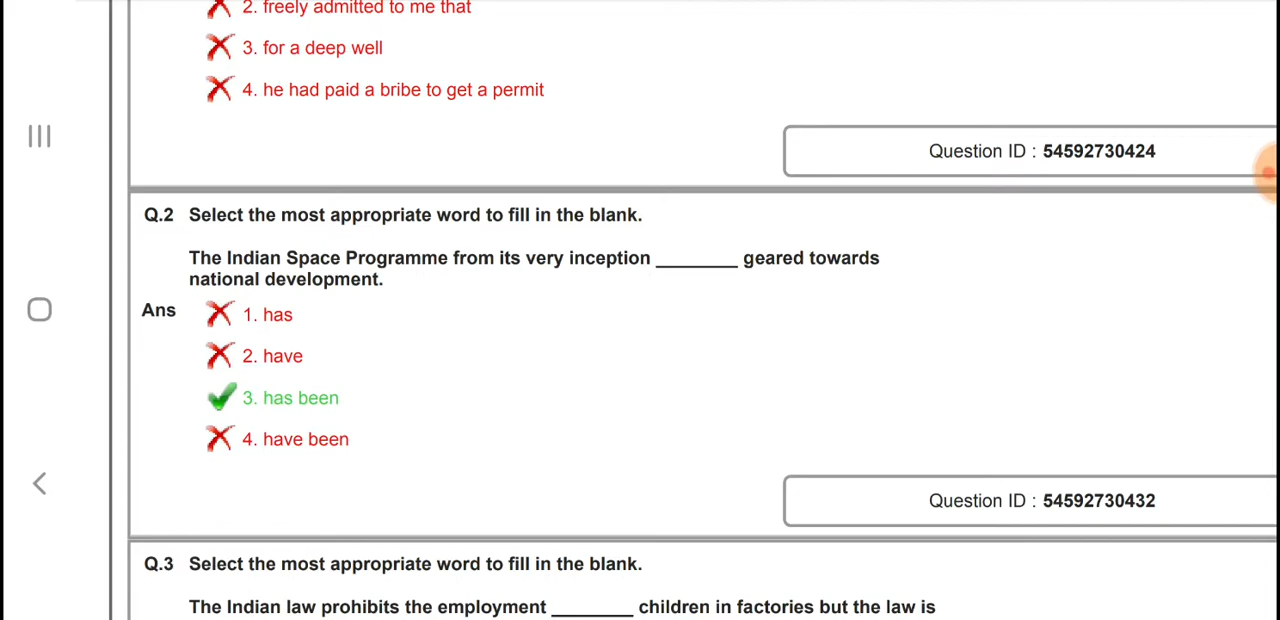 2. freely admitted to me that
3. for a deep well
4. he had paid a bribe to get a permit
Question ID : 54592730424
Q.2 Select the most appropriate word to fill in the blank.
The Indian Space Programme from its very inception ________ geared towards
national development.
Ans 1. has
2. have
3. has been
4. have been
Question ID : 54592730432
Q.3 Select the most appropriate word to fill in the blank.
The Indian law prohibits the employment ________ children in factories but the law is